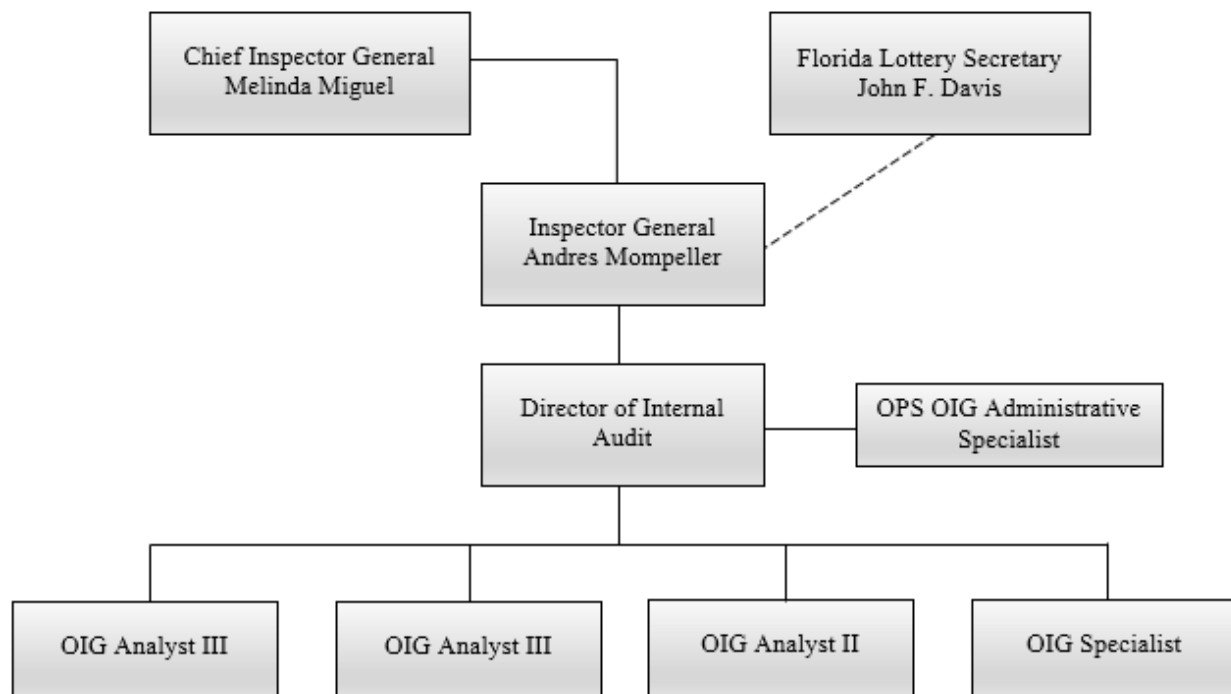 Chief Inspector General
Melinda Miguel
Florida Lottery Secretary
John F. Davis
Inspector General
Andres Mompeller
Director of Internal
Audit
OPS OIG Administrative
Specialist
OIG Analyst III
OIG Analyst III
OIG Analyst II
OIG Specialist